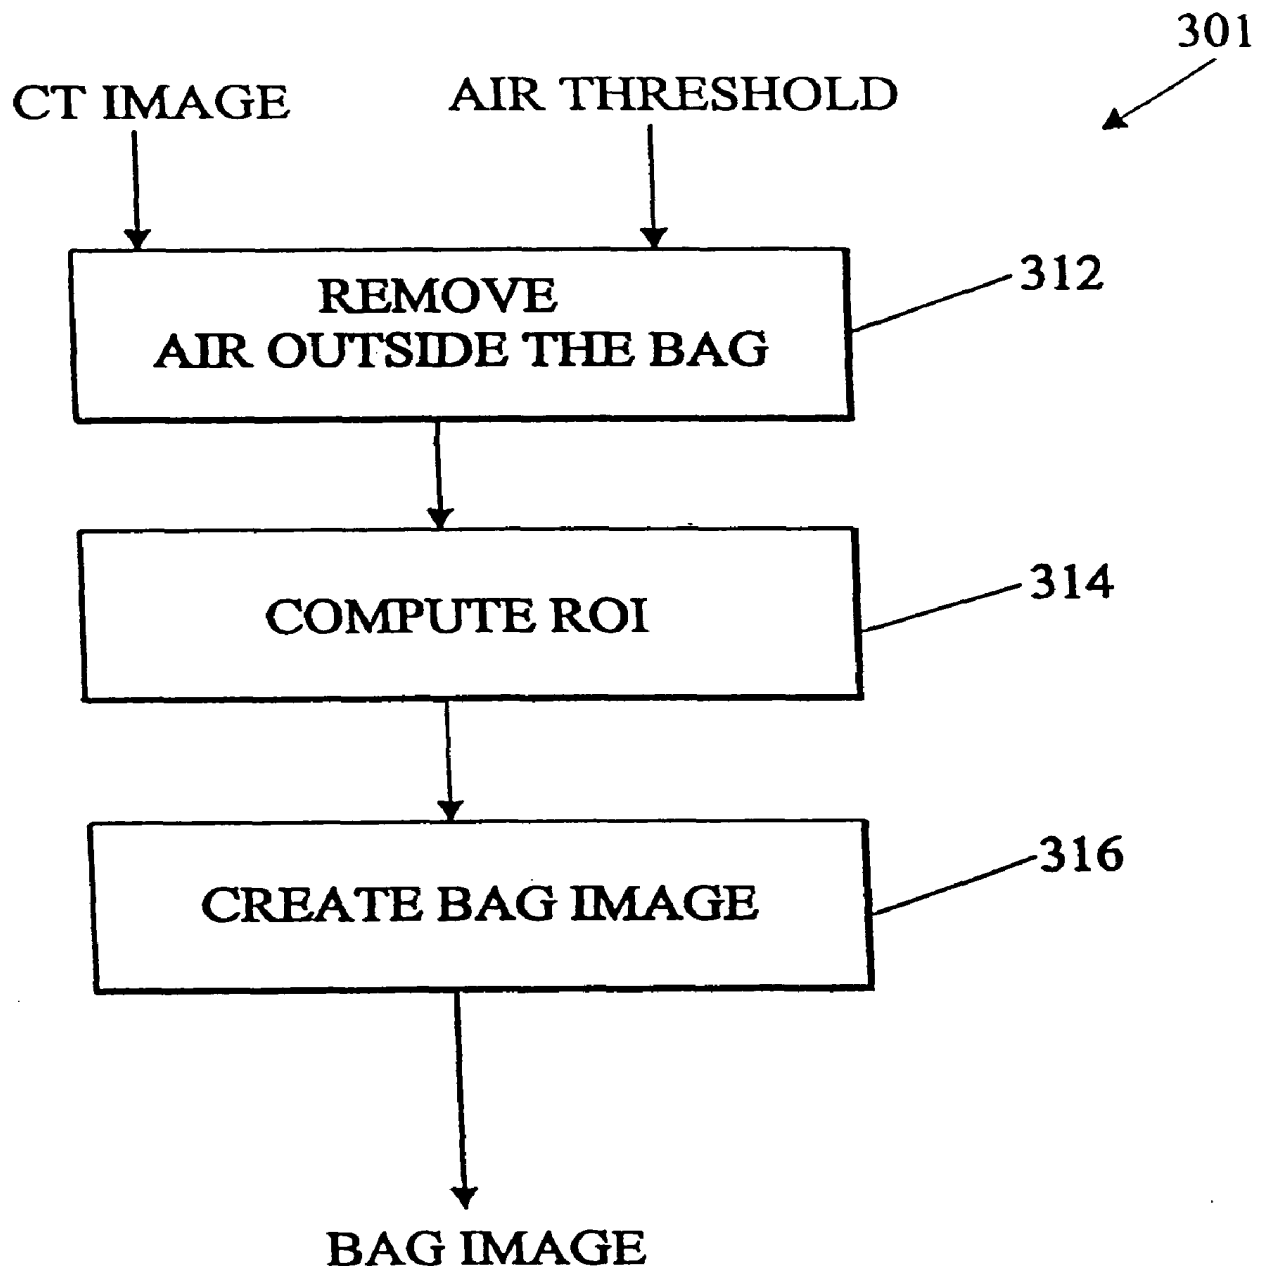 301
CT IMAGE
AIR THRESHOLD
REMOVE
AIR OUTSIDE THE BAG
312
COMPUTE ROI
314
CREATE BAG IMAGE
316
BAG IMAGE